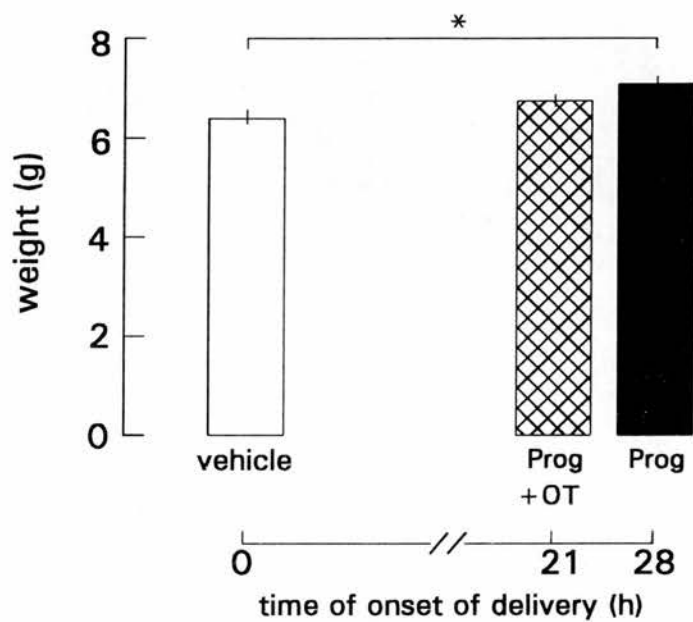 *
8
6
4
2
0
weight (g)
vehicle
Prog
+OT
Prog
0
//
21
28
time of onset of delivery (h)